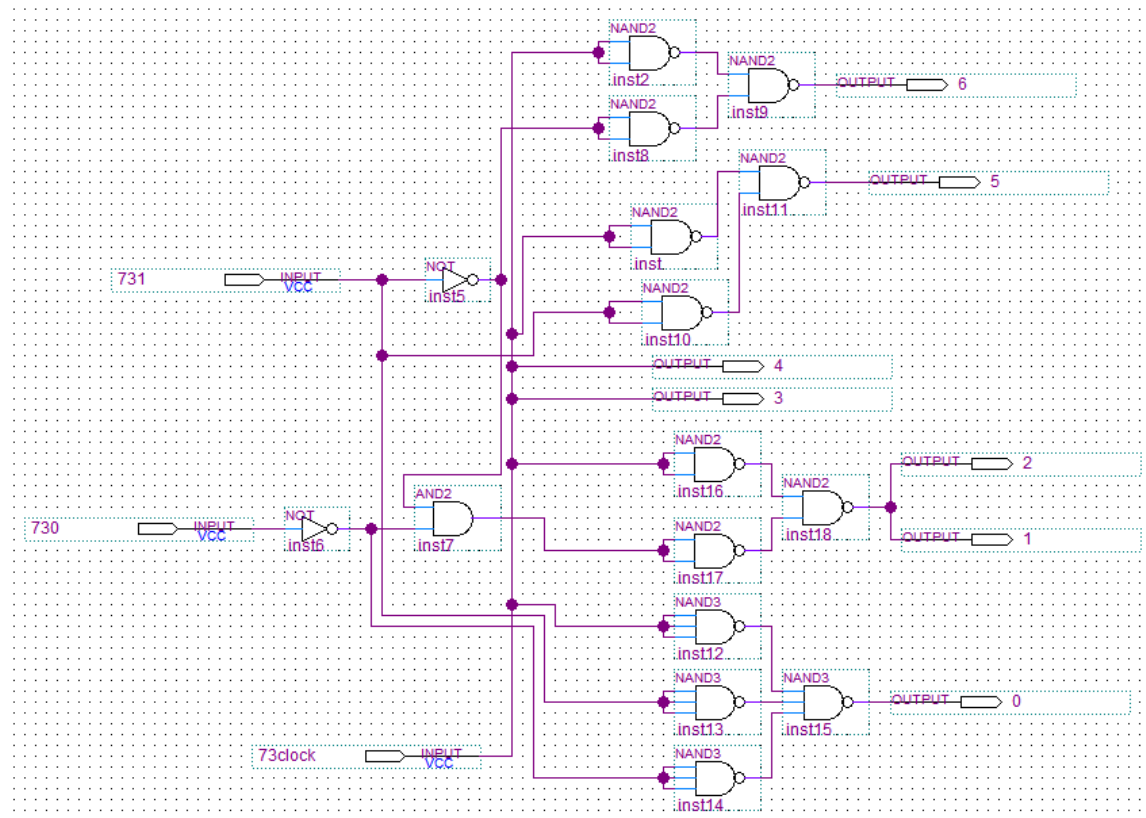 NAND2
inst2
NAND2
inst9
OUTPUT
6
NAND2
inst8
NAND2
inst11
OUTPUT
5
NAND2
inst
731
INPUT
VCC
NOT
inst5
NAND2
inst10
OUTPUT
4
OUTPUT
3
NAND2
inst16
NAND2
inst18
OUTPUT
2
OUTPUT
1
AND2
inst7
730
INPUT
VCC
NOT
inst6
NAND2
inst17
NAND3
inst12
NAND3
inst13
NAND3
inst15
OUTPUT
0
73clock
INPUT
VCC
NAND3
inst14